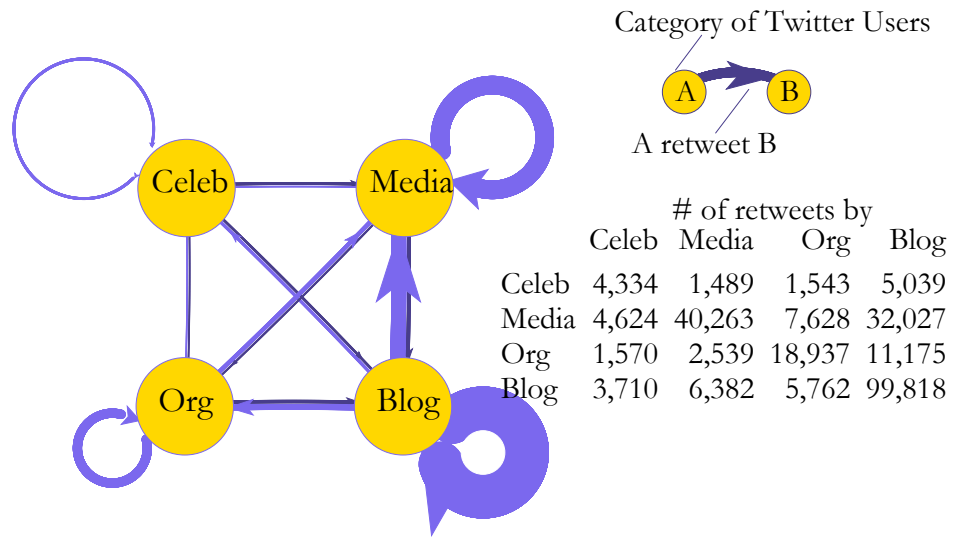 Category of Twitter Users
A B
A retweet B
Celeb Media
Org Blog
# of retweets by
Celeb Media Org Blog
Celeb 4,334 1,489 1,543 5,039
Media 4,624 40,263 7,628 32,027
Org 1,570 2,539 18,937 11,175
Blog 3,710 6,382 5,762 99,818